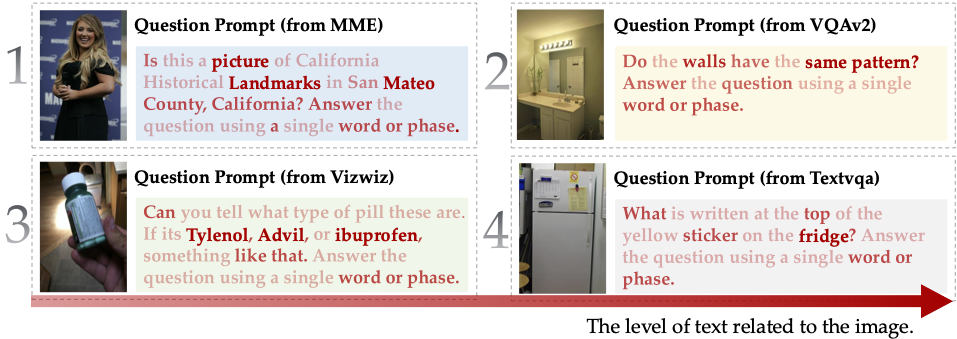 1
Question Prompt (from MME)
Is this a picture of California
Historical Landmarks in San Mateo
County, California? Answer the
question using a single word or phase.
2
Question Prompt (from VQAv2)
Do the walls have the same pattern?
Answer the question using a single
word or phase.
3
Question Prompt (from Vizwiz)
Can you tell what type of pill these are.
If its Tylenol, Advil, or ibuprofen,
something like that. Answer the
question using a single word or phase.
4
Question Prompt (from Textvqa)
What is written at the top of the
yellow sticker on the fridge? Answer
the question using a single word or
phase.
The level of text related to the image.